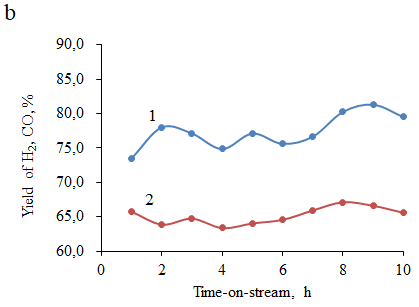 b
90,0
85,0
80,0
75,0
70,0
65,0
60,0
Yield of H₂, CO, %
1
2
0 2 4 6 8 10
Time-on-stream, h